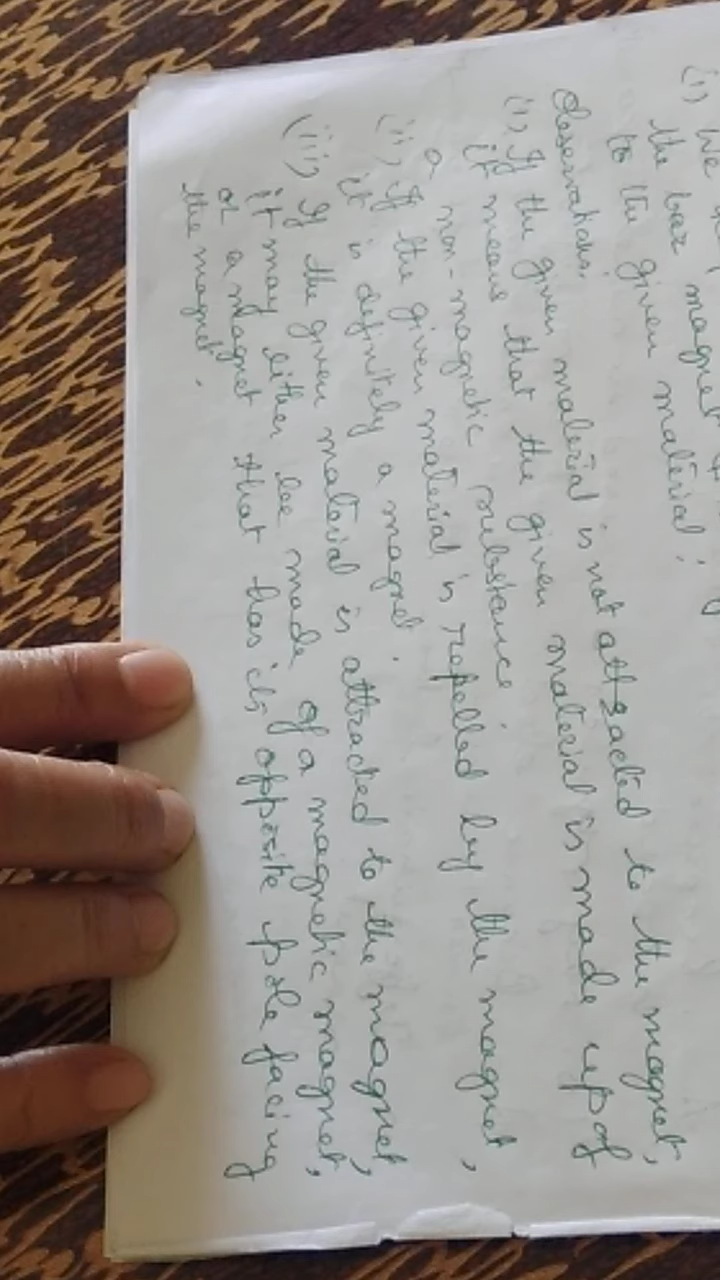 (i) We
the bar magnet
to the given material;
Observations.
(i) If the given material is not attracted to the magnet,
it means that the given material is made up of
a non-magnetic substance.
(ii) If the given material is repelled by the magnet,
it is definitely a magnet.
(iii) If the given material is attracted to the magnet,
it may either be made of a magnetic magnet,
or a magnet that has its opposite pole facing
the magnet.